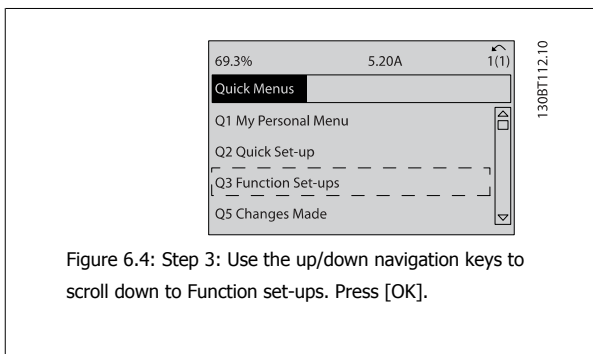 69.3% 5.20A 1(1)
Quick Menus
Q1 My Personal Menu
Q2 Quick Set-up
Q3 Function Set-ups
Q5 Changes Made
130BT112.10
Figure 6.4: Step 3: Use the up/down navigation keys to
scroll down to Function set-ups. Press [OK].